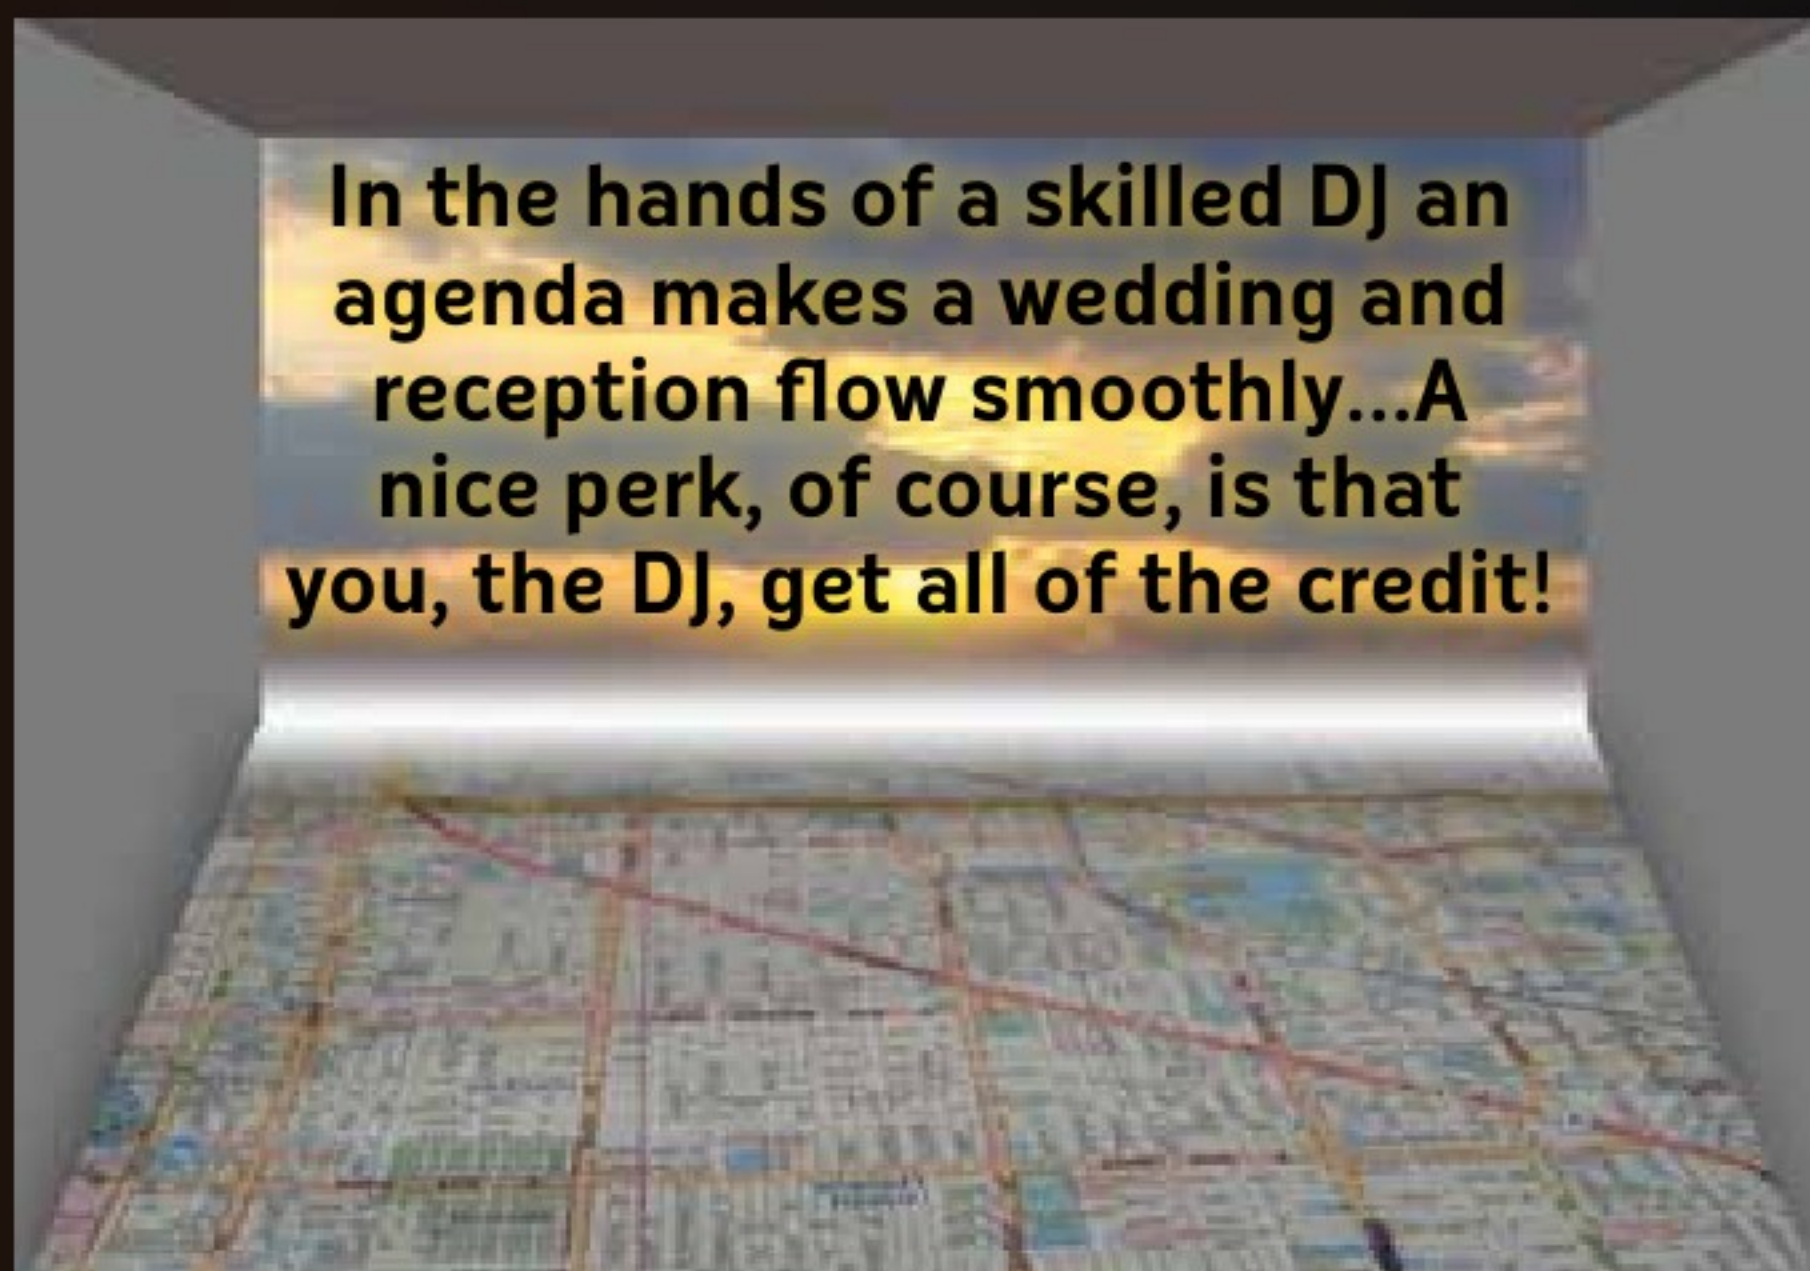 In the hands of a skilled DJ an
agenda makes a wedding and
reception flow smoothly...A
nice perk, of course, is that
you, the DJ, get all of the credit!